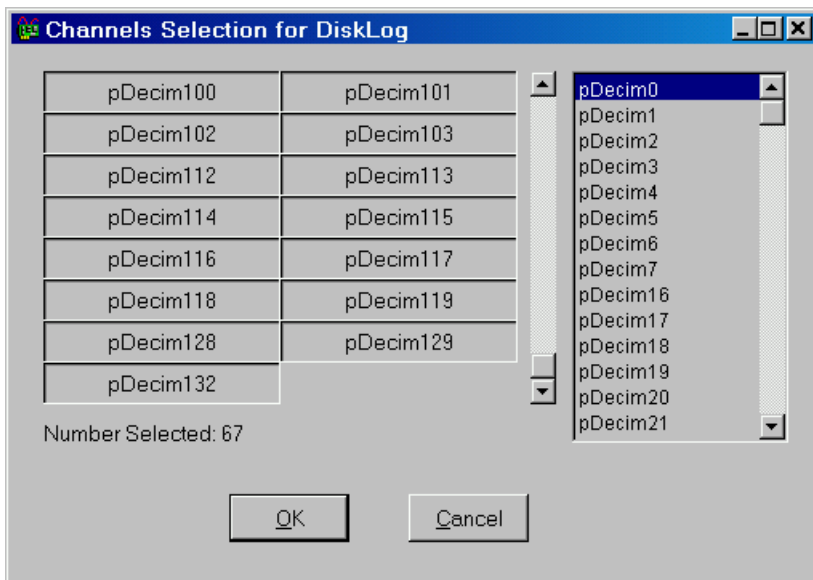 Channels Selection for DiskLog
pDecim100 pDecim101
pDecim102 pDecim103
pDecim112 pDecim113
pDecim114 pDecim115
pDecim116 pDecim117
pDecim118 pDecim119
pDecim128 pDecim129
pDecim132
Number Selected: 67
pDecim0
pDecim1
pDecim2
pDecim3
pDecim4
pDecim5
pDecim6
pDecim7
pDecim16
pDecim17
pDecim18
pDecim19
pDecim20
pDecim21
OK Cancel